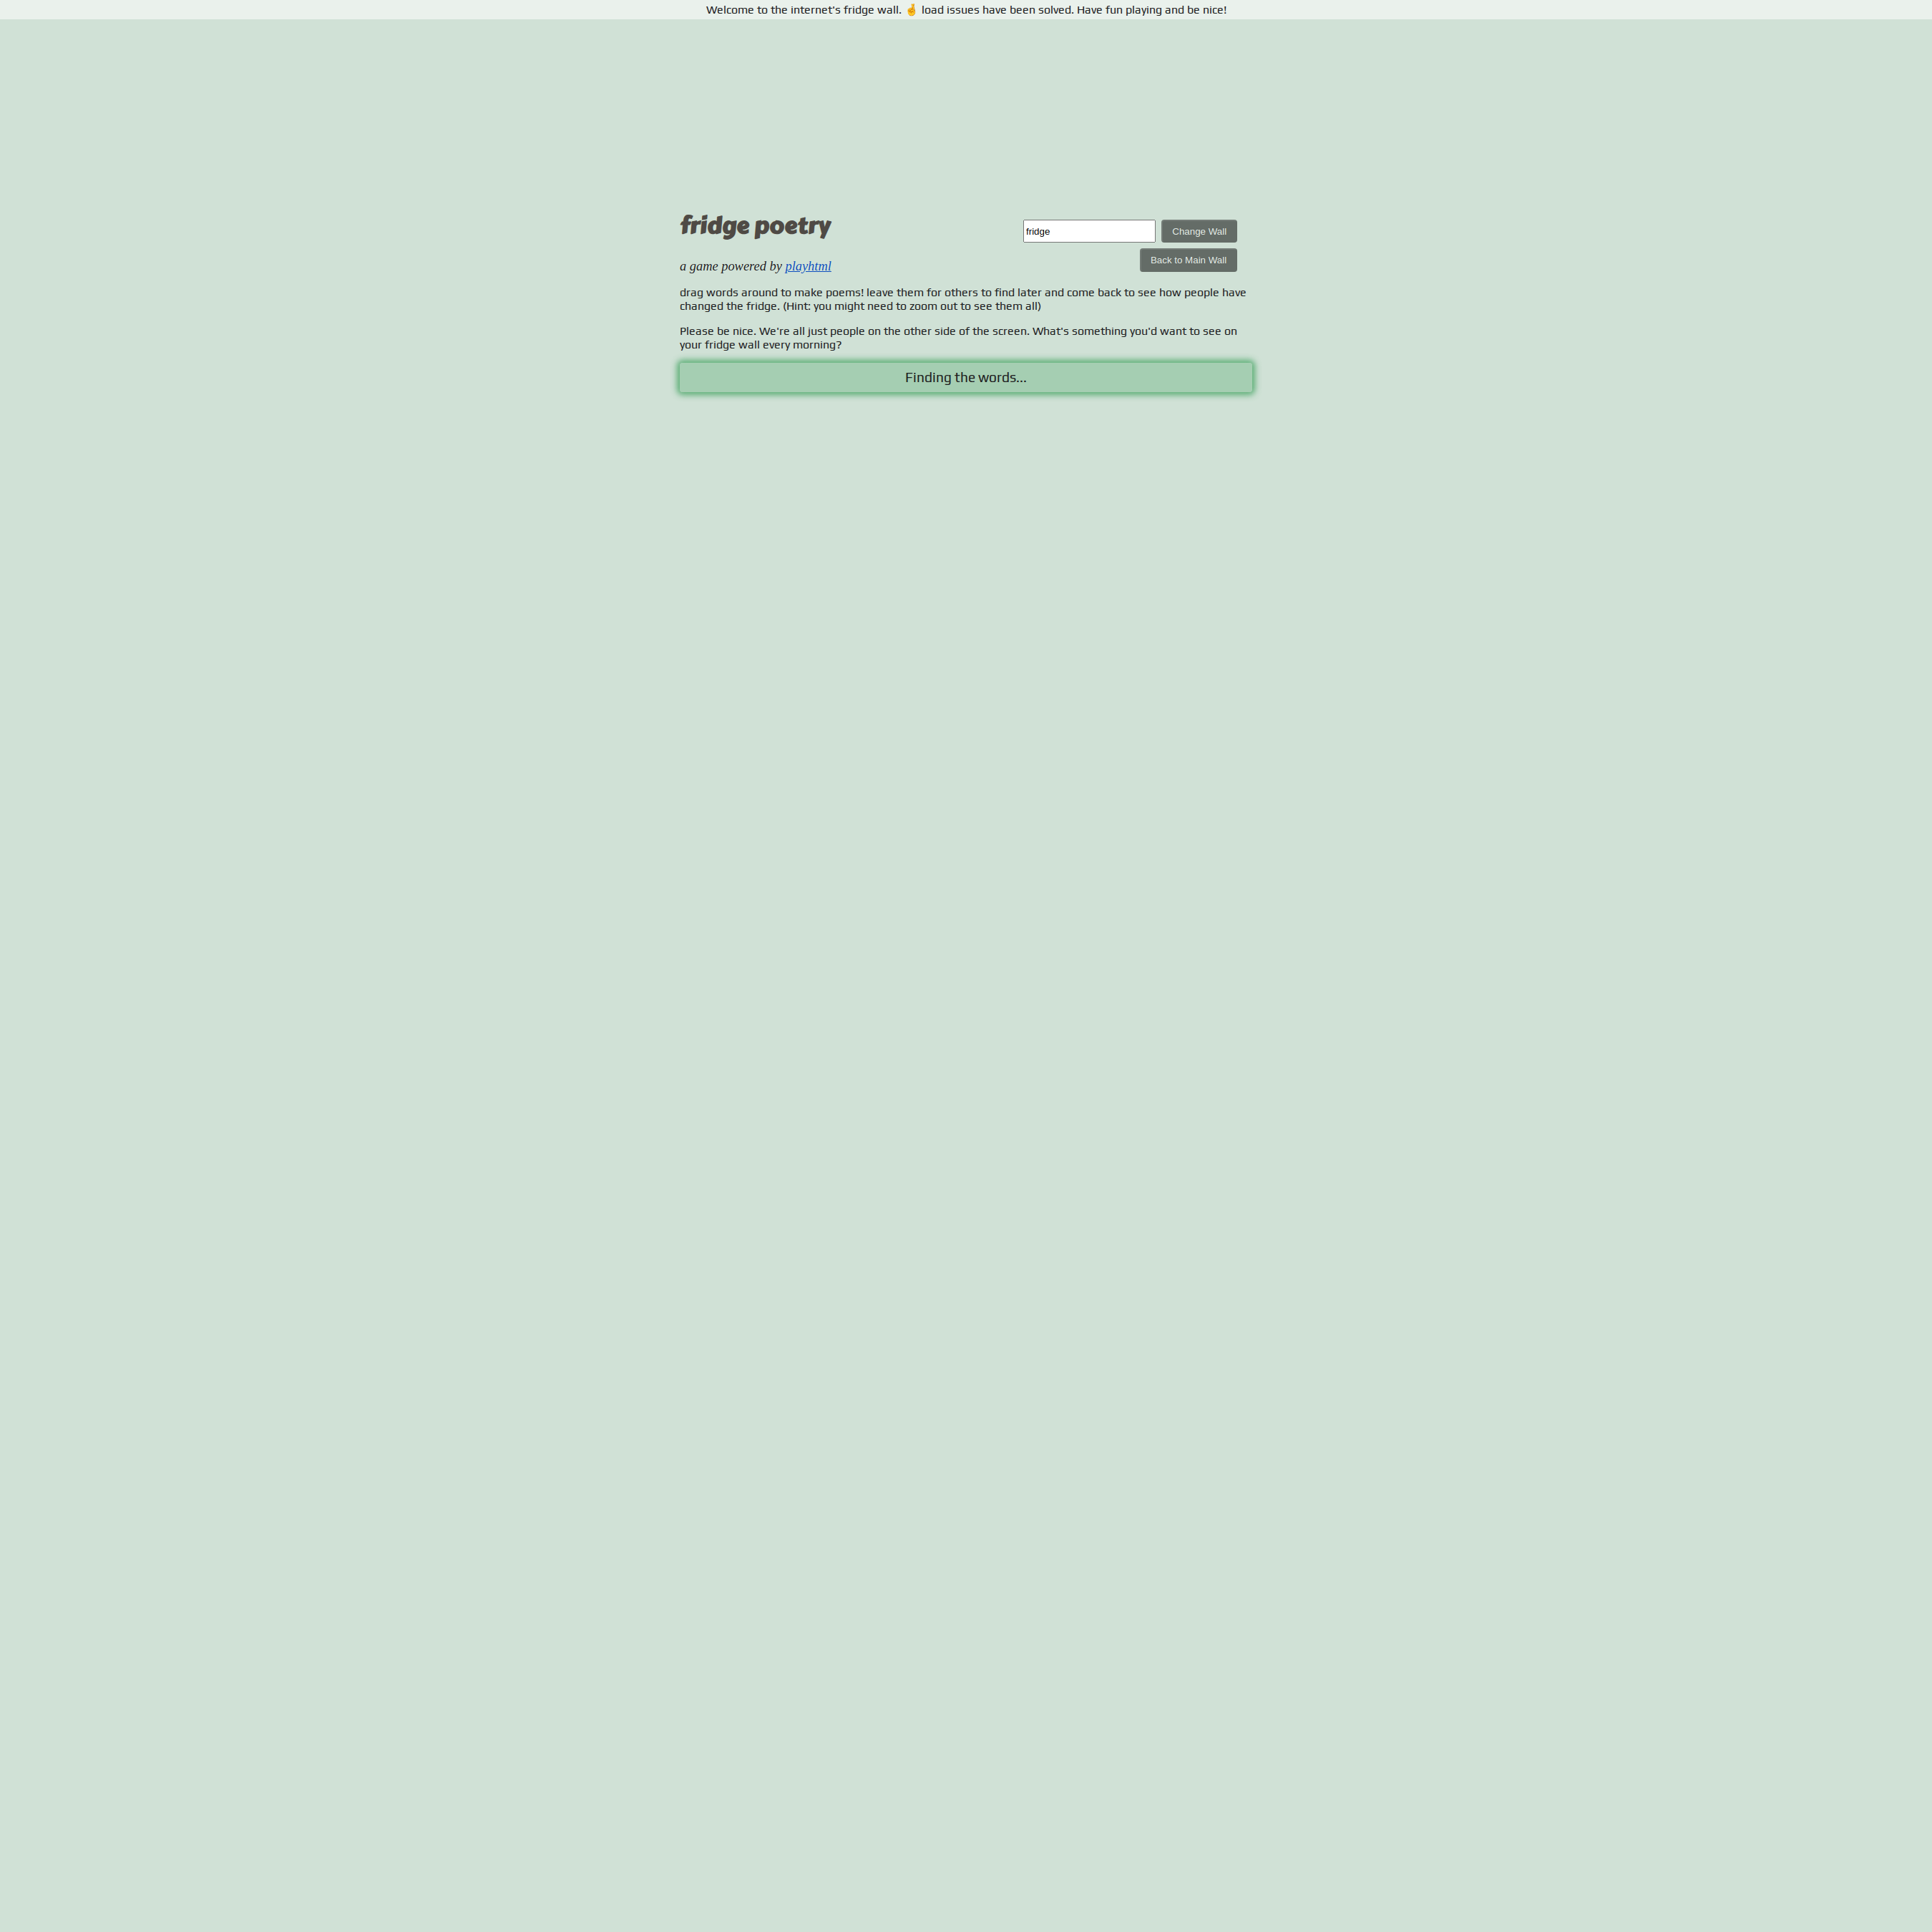 Welcome to the internet's fridge wall. 🤞 load issues have been solved. Have fun playing and be nice!
fridge poetry
fridge
Change Wall
Back to Main Wall
a game powered by playhtml
drag words around to make poems! leave them for others to find later and come back to see how people have
changed the fridge. (Hint: you might need to zoom out to see them all)
Please be nice. We're all just people on the other side of the screen. What's something you'd want to see on
your fridge wall every morning?
Finding the words...